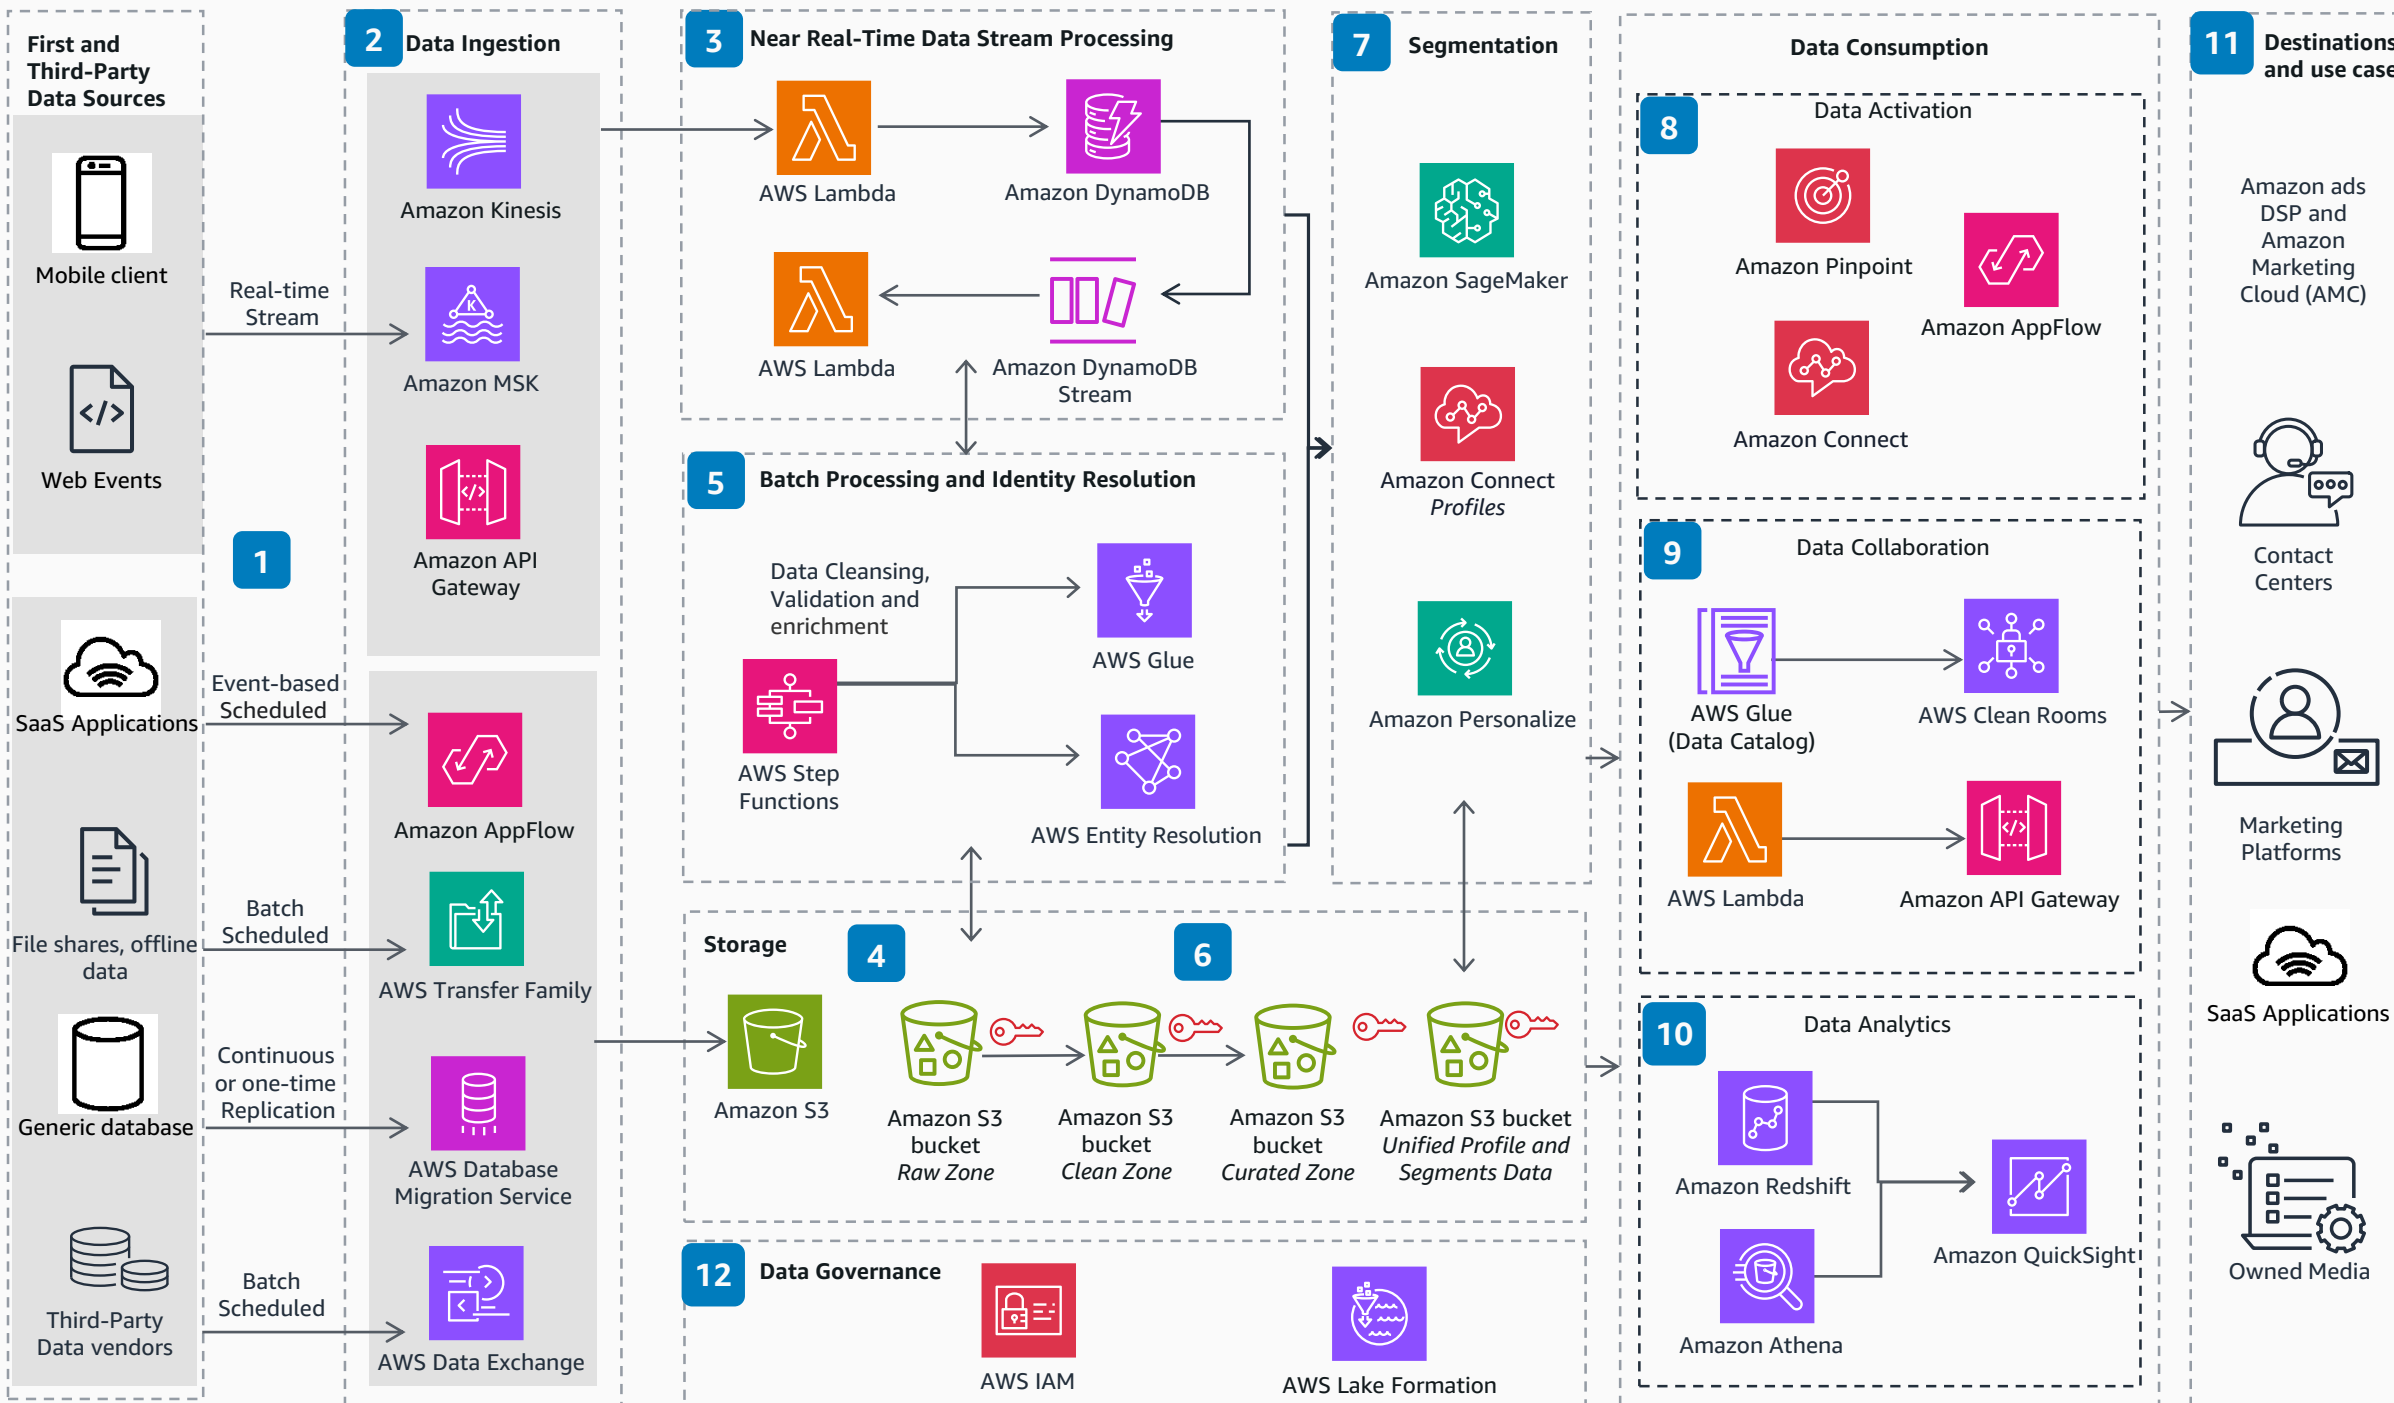 First and
Third-Party
Data Sources
Mobile client
Web Events
SaaS Applications
File shares, offline
data
Generic database
Third-Party
Data vendors
1
Real-time
Stream
Event-based
Scheduled
Batch
Scheduled
Continuous
or one-time
Replication
Batch
Scheduled
2
Data Ingestion
Amazon Kinesis
K
Amazon MSK
Amazon API
Gateway
Amazon AppFlow
AWS Transfer Family
AWS Database
Migration Service
AWS Data Exchange
3
Near Real-Time Data Stream Processing
AWS Lambda
Amazon DynamoDB
AWS Lambda
Amazon DynamoDB
Stream
5
Batch Processing and Identity Resolution
Data Cleansing,
Validation and
enrichment
AWS Glue
AWS Step
Functions
AWS Entity Resolution
Storage
4
6
Amazon S3
Amazon S3
bucket
Raw Zone
Amazon S3
bucket
Clean Zone
Amazon S3
bucket
Curated Zone
Amazon S3 bucket
Unified Profile and
Segments Data
12
Data Governance
AWS IAM
AWS Lake Formation
7
Segmentation
Amazon SageMaker
Amazon Connect
Profiles
Amazon Personalize
Data Consumption
8
Data Activation
Amazon Pinpoint
Amazon AppFlow
Amazon Connect
9
Data Collaboration
AWS Glue
(Data Catalog)
AWS Clean Rooms
AWS Lambda
Amazon API Gateway
10
Data Analytics
Amazon Redshift
Amazon QuickSight
Amazon Athena
11
Destinations
and use case
Amazon ads
DSP and
Amazon
Marketing
Cloud (AMC)
Contact
Centers
Marketing
Platforms
SaaS Applications
Owned Media